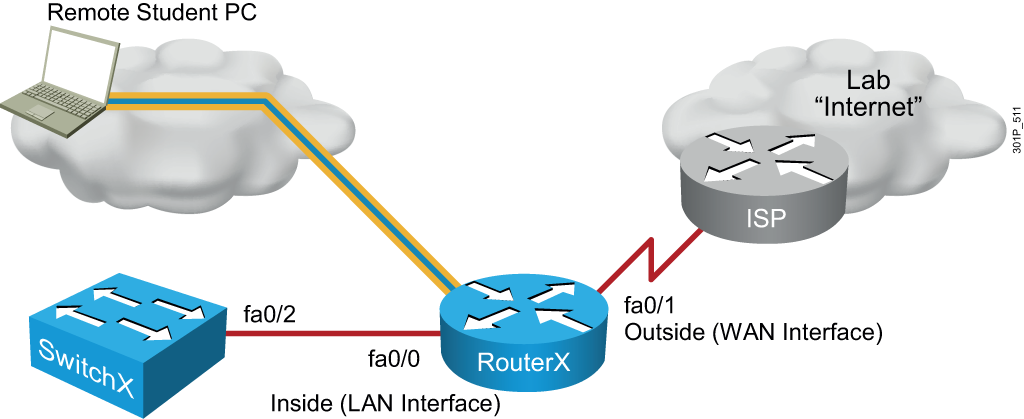 Remote Student PC
Lab
“Internet”
301P_511
ISP
fa0/2
fa0/1
Outside (WAN Interface)
SwitchX
fa0/0
RouterX
Inside (LAN Interface)